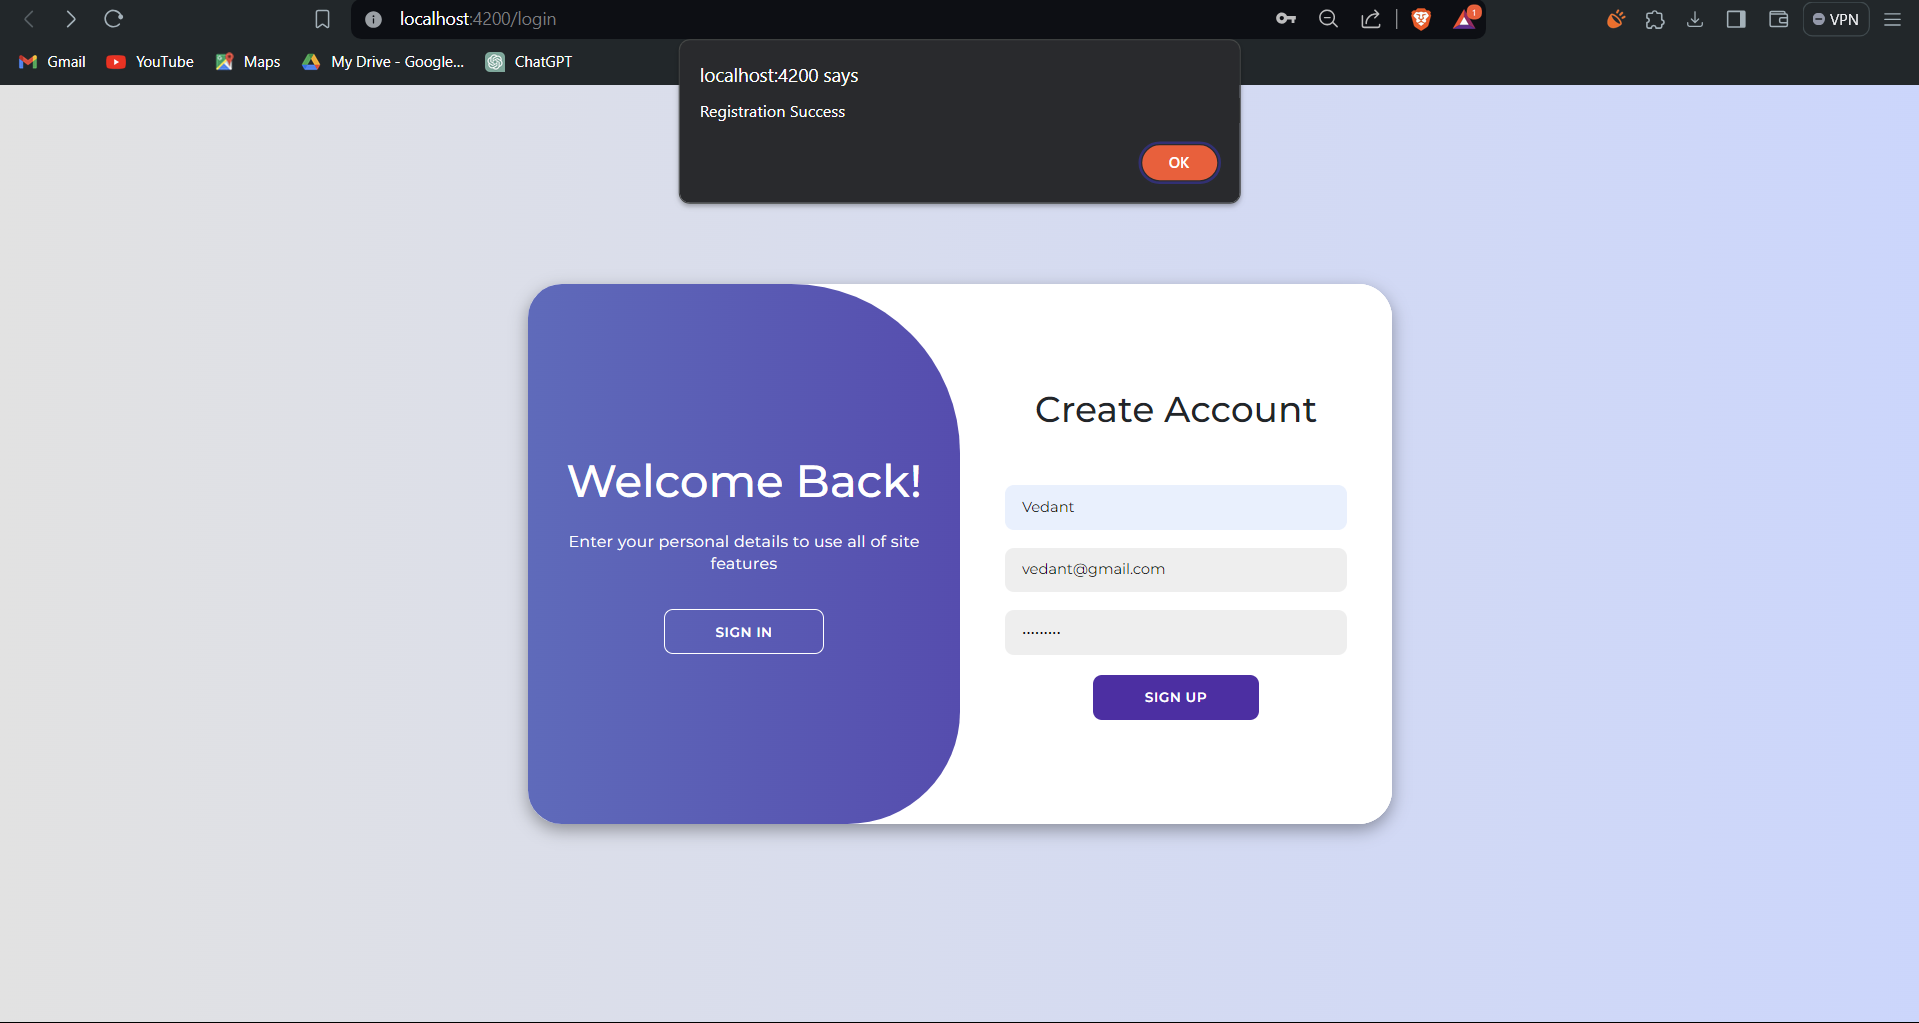 localhost:4200/login
1
VPN
Gmail
YouTube
Maps
My Drive - Google...
ChatGPT
localhost:4200 says
Registration Success
OK
Welcome Back!
Enter your personal details to use all of site
features
SIGN IN
Create Account
Vedant
vedant@gmail.com
SIGN UP